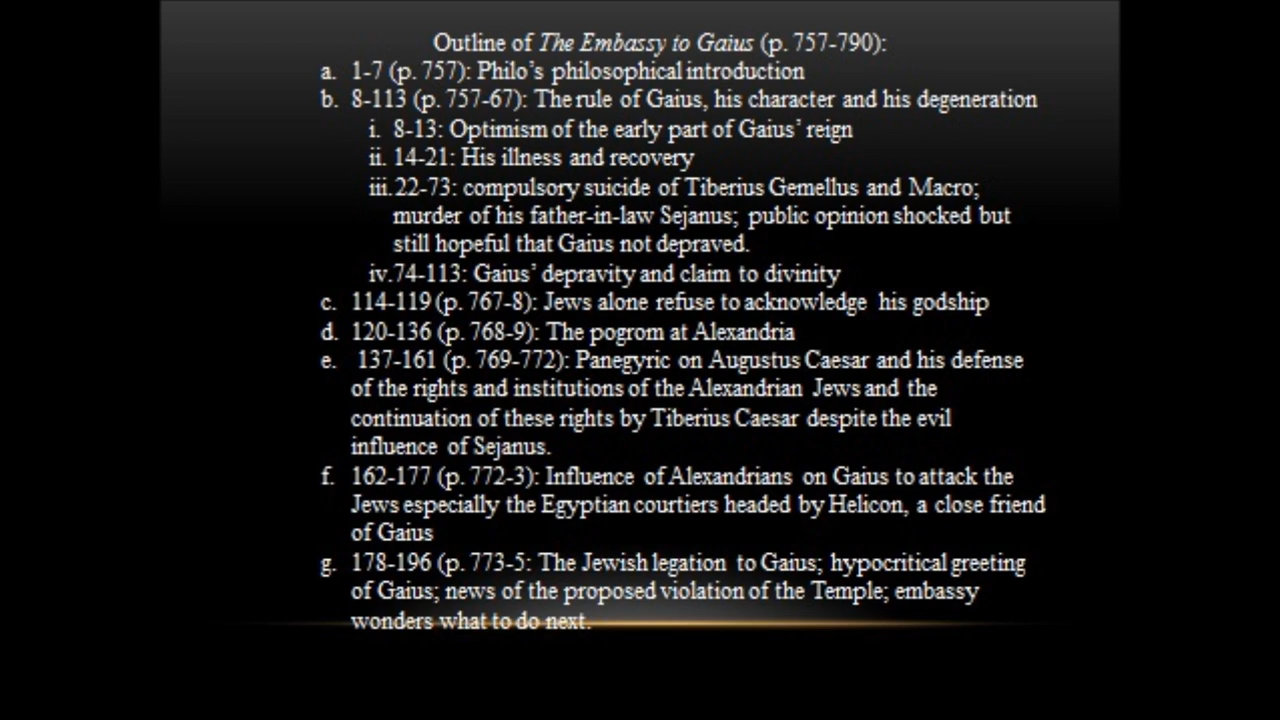 Outline of The Embassy to Gaius (p. 757-790):
a. 1-7 (p. 757): Philo's philosophical introduction
b. 8-113 (p. 757-67): The rule of Gaius, his character and his degeneration
i. 8-13: Optimism of the early part of Gaius' reign
ii. 14-21: His illness and recovery
iii. 22-73: compulsory suicide of Tiberius Gemellus and Macro;
murder of his father-in-law Sejanus; public opinion shocked but
still hopeful that Gaius not depraved.
iv. 74-113: Gaius' depravity and claim to divinity
c. 114-119 (p. 767-8): Jews alone refuse to acknowledge his godship
d. 120-136 (p. 768-9): The pogrom at Alexandria
e. 137-161 (p. 769-772): Panegyric on Augustus Caesar and his defense
of the rights and institutions of the Alexandrian Jews and the
continuation of these rights by Tiberius Caesar despite the evil
influence of Sejanus.
f. 162-177 (p. 772-3): Influence of Alexandrians on Gaius to attack the
Jews especially the Egyptian courtiers headed by Helicon, a close friend
of Gaius
g. 178-196 (p. 773-5: The Jewish legation to Gaius; hypocritical greeting
of Gaius; news of the proposed violation of the Temple; embassy
wonders what to do next.